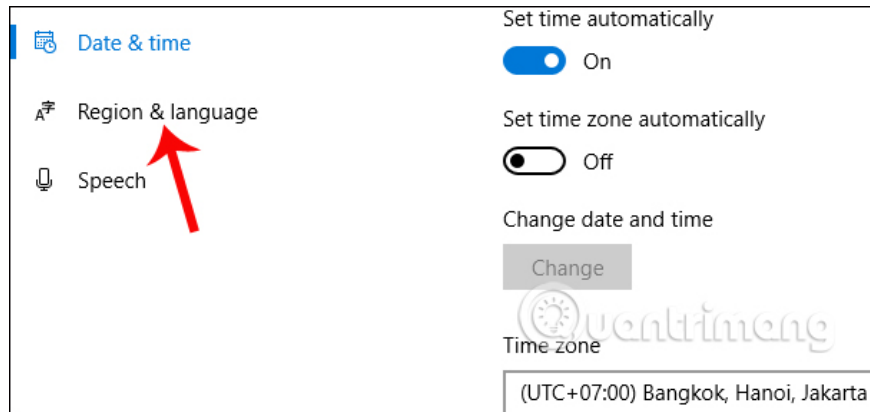 Date & time
Region & language
Speech
Set time automatically
On
Set time zone automatically
Off
Change date and time
Change
Quantrimang
Time zone
(UTC+07:00) Bangkok, Hanoi, Jakarta